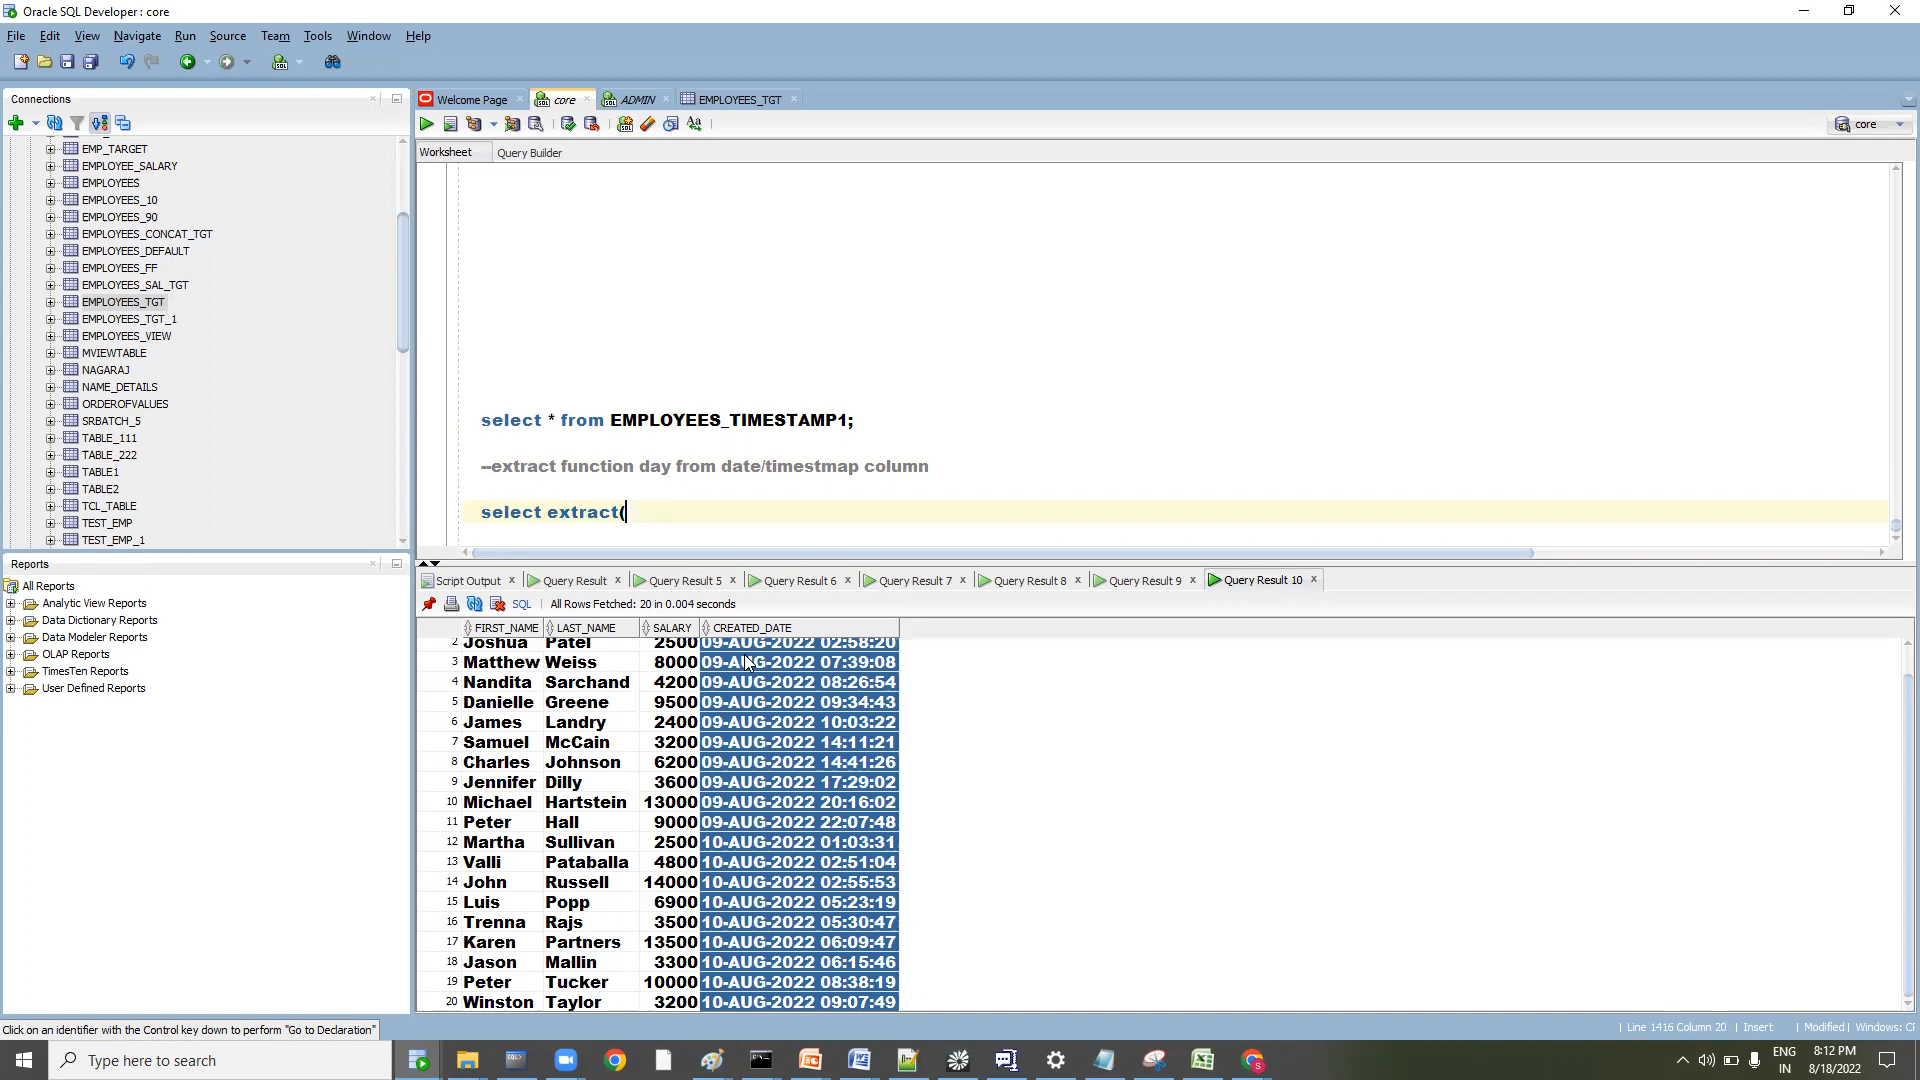 Oracle SQL Developer : core
File Edit View Navigate Run Source Team Tools Window Help
Connections
Welcome Page core ADMIN EMPLOYEES_TGT
core
Worksheet Query Builder
EMP_TARGET
EMPLOYEE_SALARY
EMPLOYEES
EMPLOYEES_10
EMPLOYEES_90
EMPLOYEES_CONCAT_TGT
EMPLOYEES_DEFAULT
EMPLOYEES_FF
EMPLOYEES_SAL_TGT
EMPLOYEES_TGT
EMPLOYEES_TGT_1
EMPLOYEES_VIEW
MVIEWTABLE
NAGARAJ
NAME_DETAILS
ORDEROFVALUES
SRBATCH_5
TABLE_111
TABLE_222
TABLE1
TABLE2
TCL_TABLE
TEST_EMP
TEST_EMP_1
select * from EMPLOYEES_TIMESTAMP1;
--extract function day from date/timestmap column
select extract(
Reports
All Reports
Analytic View Reports
Data Dictionary Reports
Data Modeler Reports
OLAP Reports
TimesTen Reports
User Defined Reports
Script Output Query Result Query Result 5 Query Result 6 Query Result 7 Query Result 8 Query Result 9 Query Result 10
SQL All Rows Fetched: 20 in 0.004 seconds
FIRST_NAME LAST_NAME SALARY CREATED_DATE
2 Joshua Patel 2500 09-AUG-2022 02:58:20
3 Matthew Weiss 8000 09-AUG-2022 07:39:08
4 Nandita Sarchand 4200 09-AUG-2022 08:26:54
5 Danielle Greene 9500 09-AUG-2022 09:34:43
6 James Landry 2400 09-AUG-2022 10:03:22
7 Samuel McCain 3200 09-AUG-2022 14:11:21
8 Charles Johnson 6200 09-AUG-2022 14:41:26
9 Jennifer Dilly 3600 09-AUG-2022 17:29:02
10 Michael Hartstein 13000 09-AUG-2022 20:16:02
11 Peter Hall 9000 09-AUG-2022 22:07:48
12 Martha Sullivan 2500 10-AUG-2022 01:03:31
13 Valli Pataballa 4800 10-AUG-2022 02:51:04
14 John Russell 14000 10-AUG-2022 02:55:53
15 Luis Popp 6900 10-AUG-2022 05:23:19
16 Trenna Rajs 3500 10-AUG-2022 05:30:47
17 Karen Partners 13500 10-AUG-2022 06:09:47
18 Jason Mallin 3300 10-AUG-2022 06:15:46
19 Peter Tucker 10000 10-AUG-2022 08:38:19
20 Winston Taylor 3200 10-AUG-2022 09:07:49
Click on an identifier with the Control key down to perform "Go to Declaration"
Line 1416 Column 20 Insert Modified Windows: CF
Type here to search
ENG
IN
8:12 PM
8/18/2022